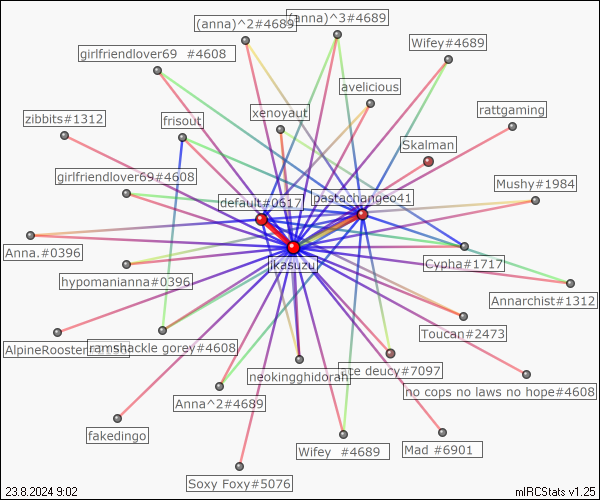 (anna)^2#4689
(anna)^3#4689
Wifey#4689
girlfriendlover69 #4608
avelicious
rattgaming
zibbits#1312
frisout
xenoyaut
Skalman
girlfriendlover69#4608
Mushy#1984
default#0617
pastachange041
Anna.#0396
ikasuzu
Cypha#1717
hypomanianna#0396
Annarchist#1312
Toucan#2473
AlpineRooster
ramshackle gorey#4608
neokingghidorah
deucy#7097
no cops no laws no hope#4608
Anna^2#4689
fakedingo
Wifey #4689
Mad #6901
Soxy Foxy#5076
23.8.2024 9:02
mIRCStats v1.25